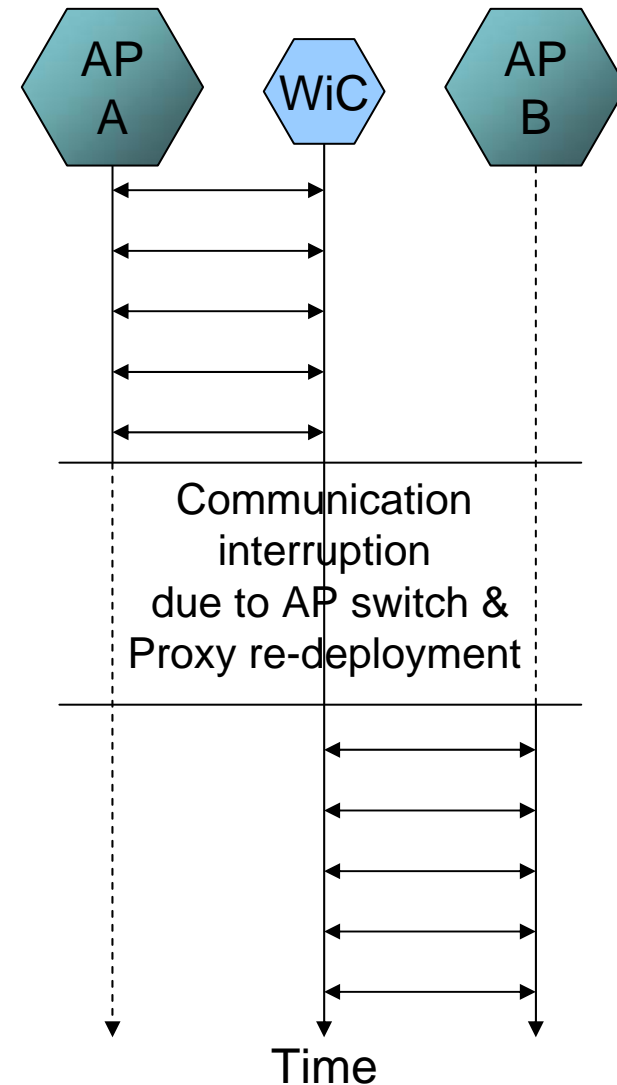 AP
A
WiC
AP
B
Communication
interruption
due to AP switch &
Proxy re-deployment
Time